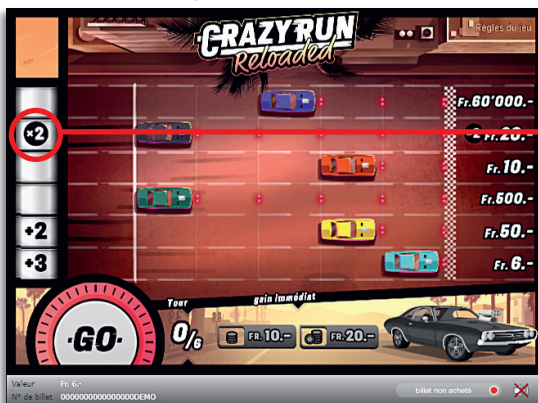 CRAZY RUN
Reloaded
Règles du jeu
Fr.60'000.-
×2
×2 Fr.20.-
Fr.10.-
Fr.500.-
+2
Fr.50.-
+3
Fr.6.-
Tour
gain immédiat
GO
0/6
FR.10.-
FR.20.-
Valeur
Fr. 6.-
billet non acheté
N° de billet
0000000000000000DEMO